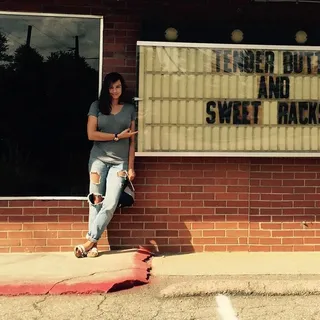 TENDER BUTTS
AND
SWEET RACKS